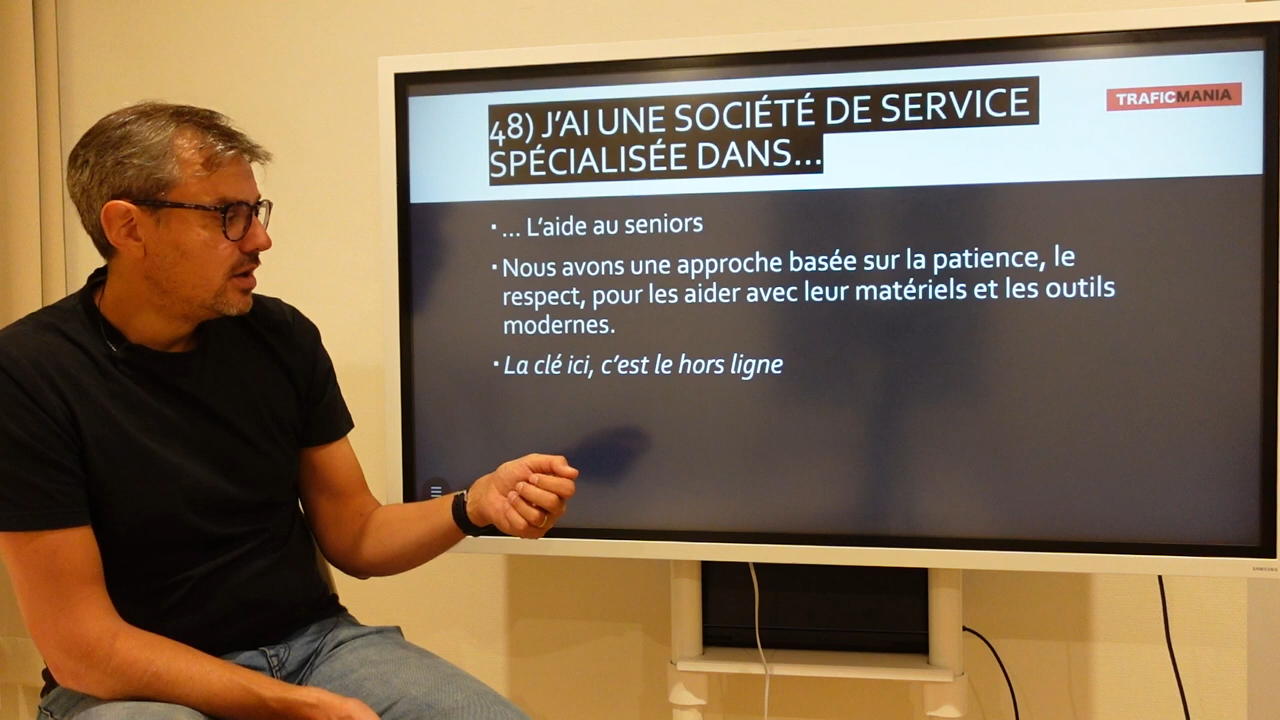 48) J'AI UNE SOCIÉTÉ DE SERVICE
SPÉCIALISÉE DANS...
TRAFICMANIA
▪ ... L'aide au seniors
▪ Nous avons une approche basée sur la patience, le
respect, pour les aider avec leur matériels et les outils
modernes.
▪ La clé ici, c'est le hors ligne
SAMSUNG